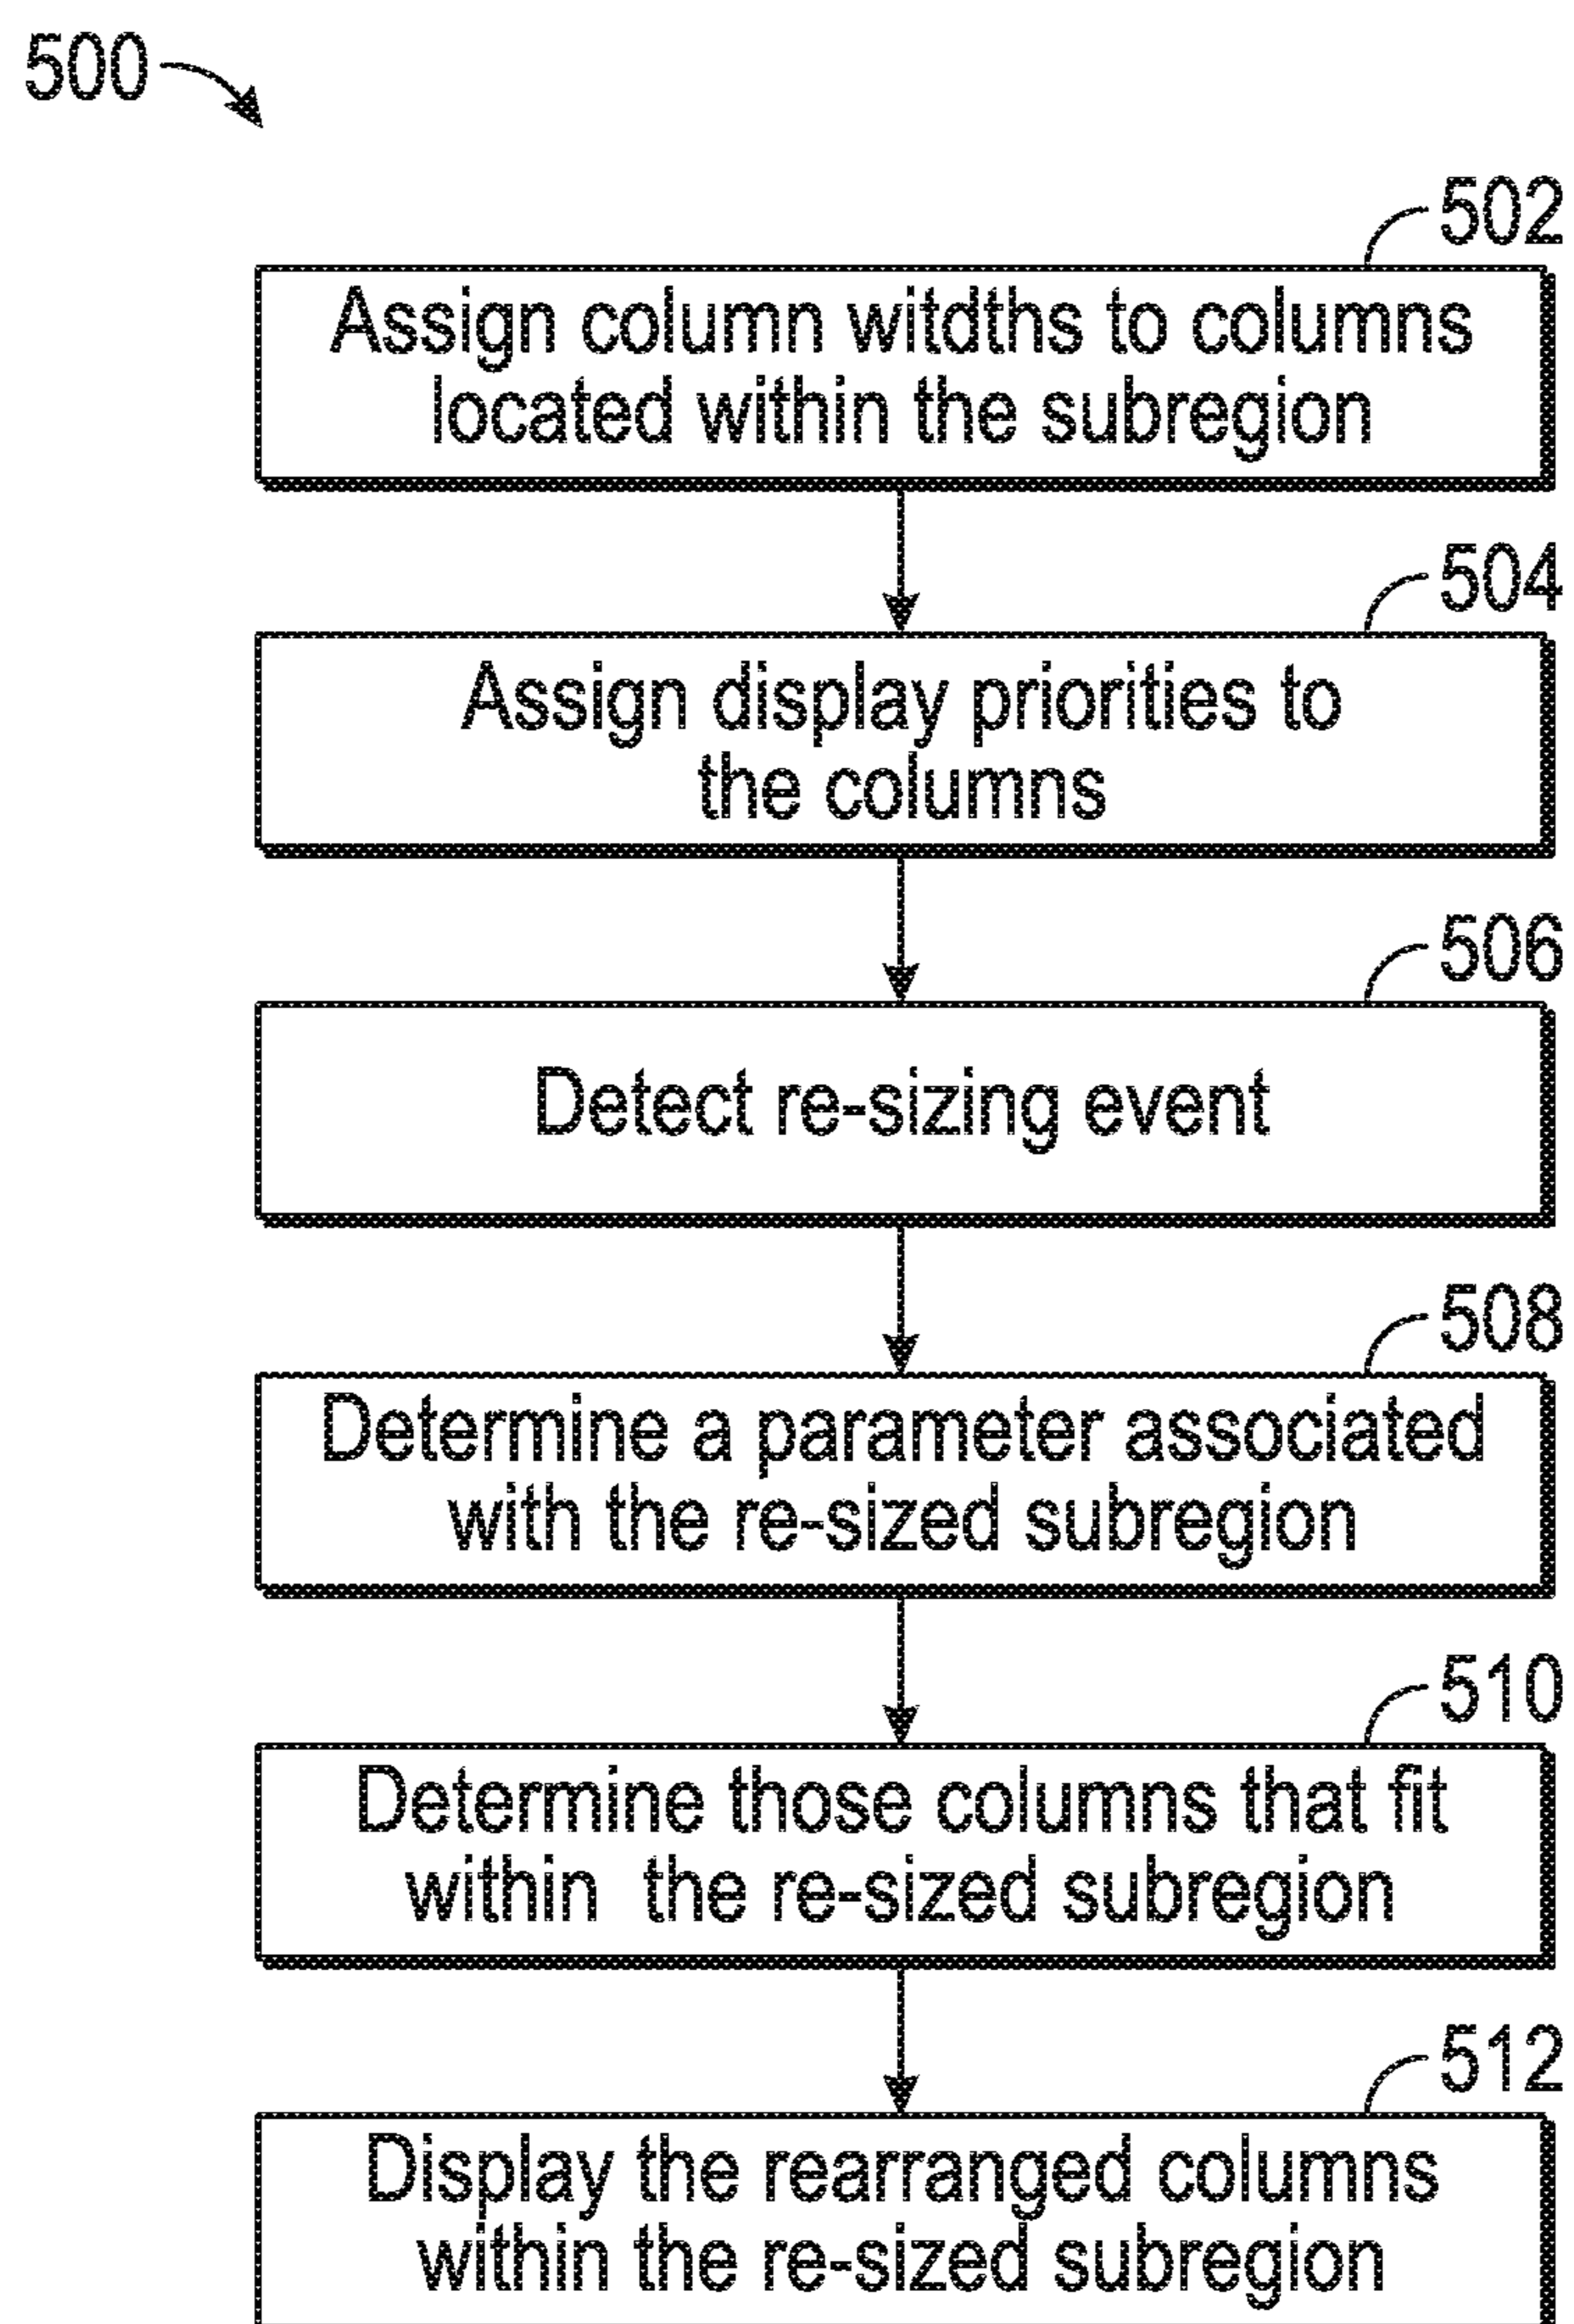 500
502
Assign column witdths to columns
located within the subregion
504
Assign display priorities to
the columns
506
Detect re-sizing event
508
Determine a parameter associated
with the re-sized subregion
510
Determine those columns that fit
within  the re-sized subregion
512
Display the rearranged columns
within the re-sized subregion